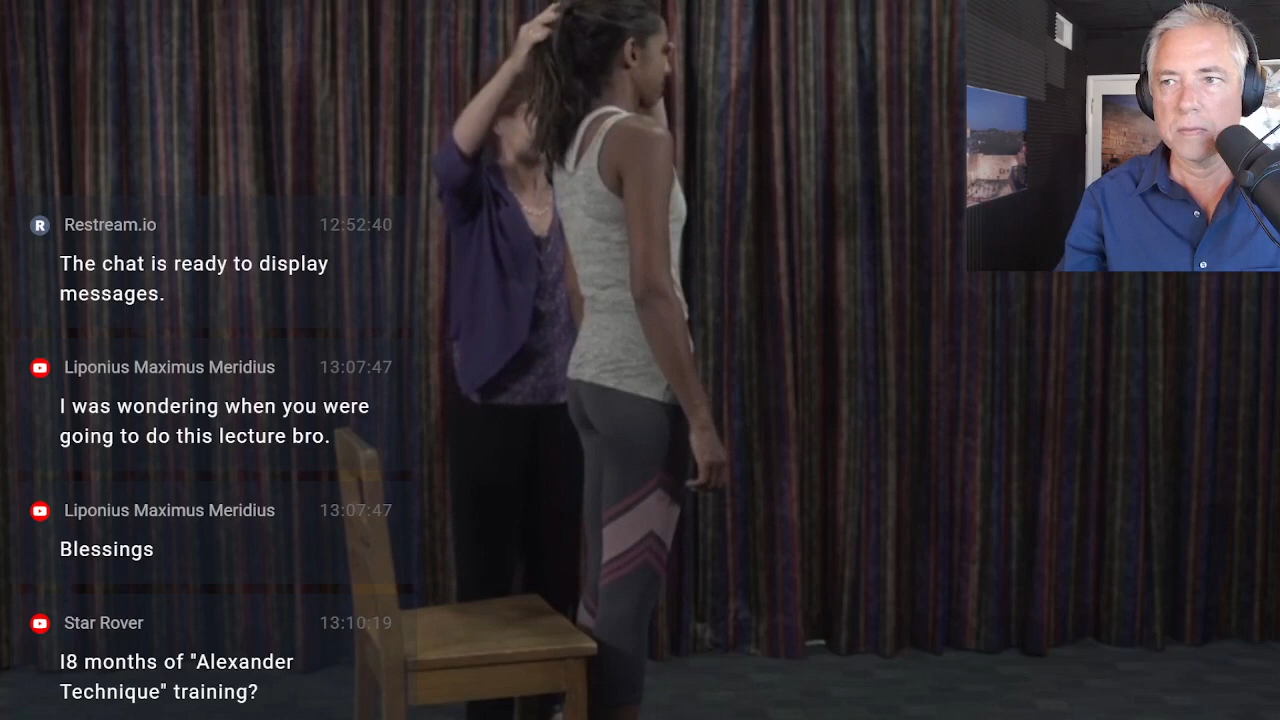 R Restream.io 12:52:40
The chat is ready to display
messages.
Liponius Maximus Meridius 13:07:47
I was wondering when you were
going to do this lecture bro.
Liponius Maximus Meridius 13:07:47
Blessings
Star Rover 13:10:19
I8 months of "Alexander
Technique" training?